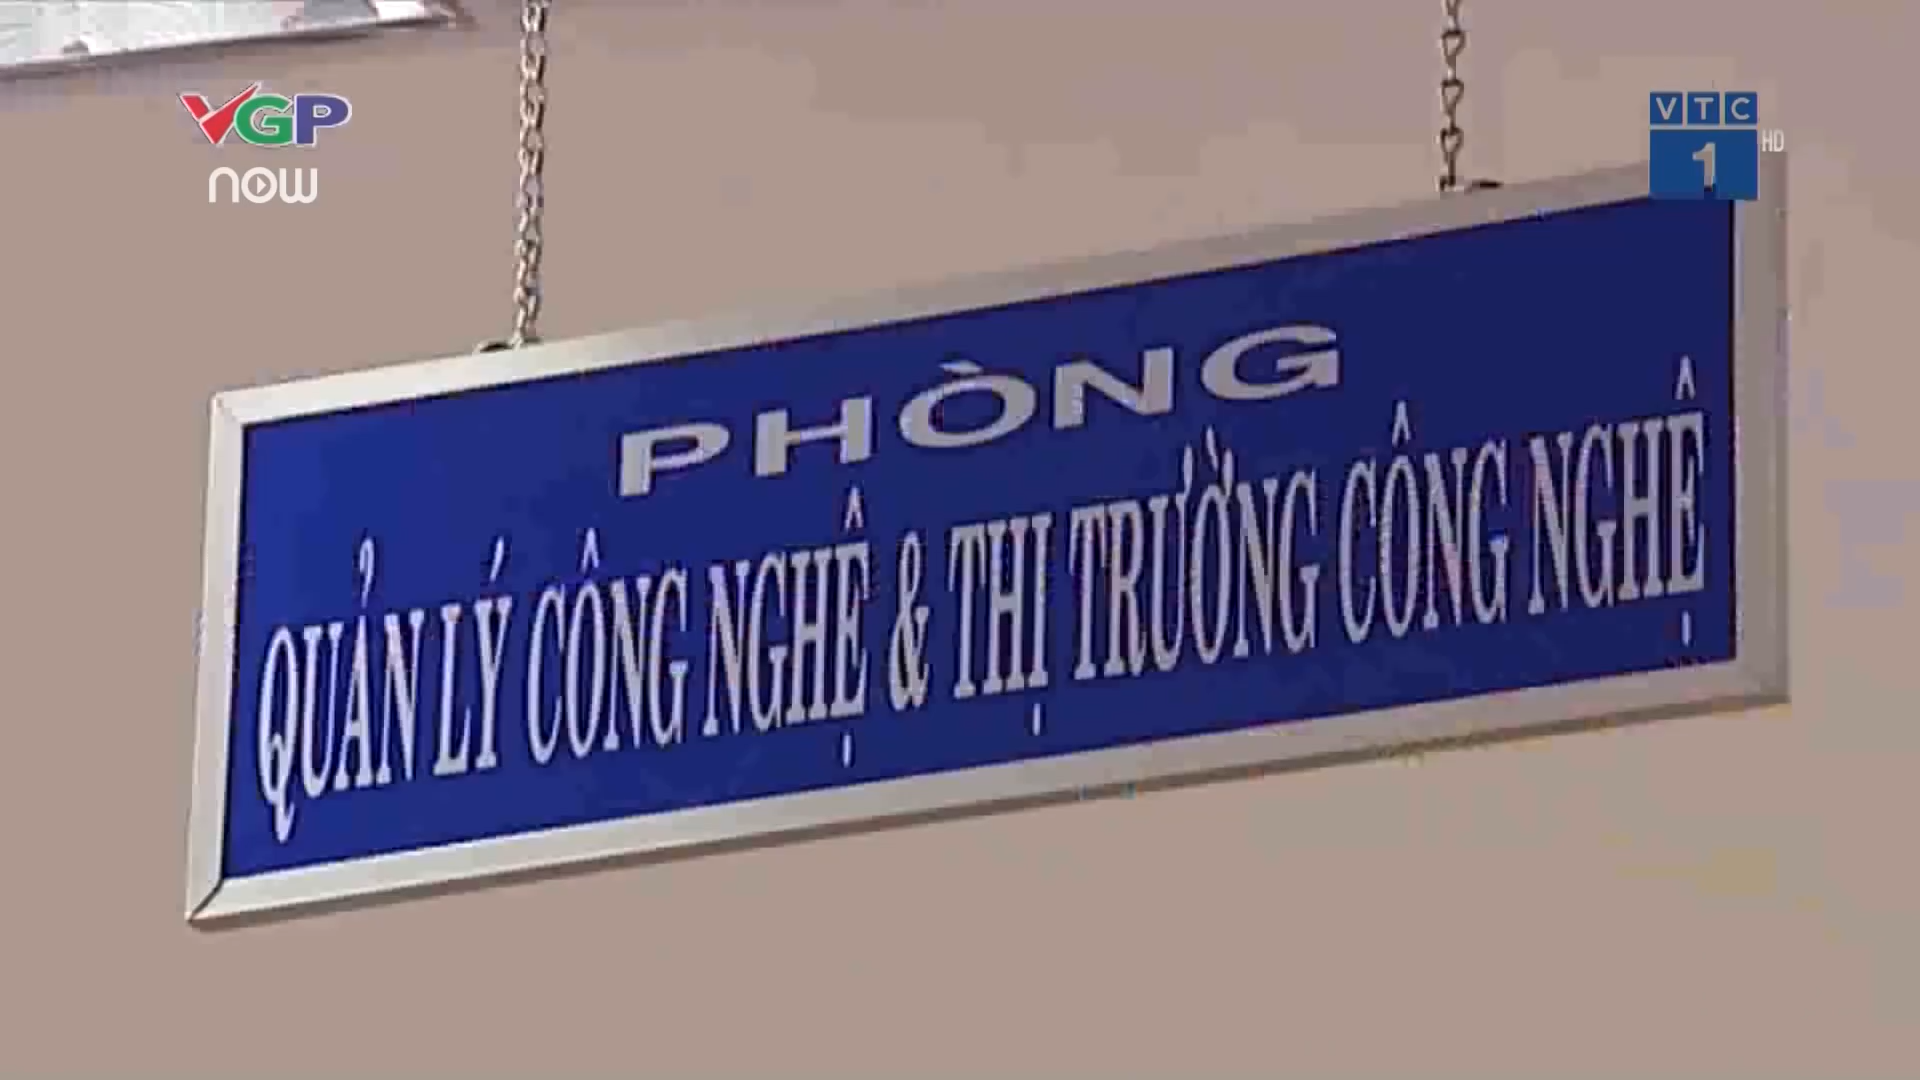 VGP
now
VTC
1 HD
PHÒNG
QUẢN LÝ CÔNG NGHỆ & THỊ TRƯỜNG CÔNG NGHỆ